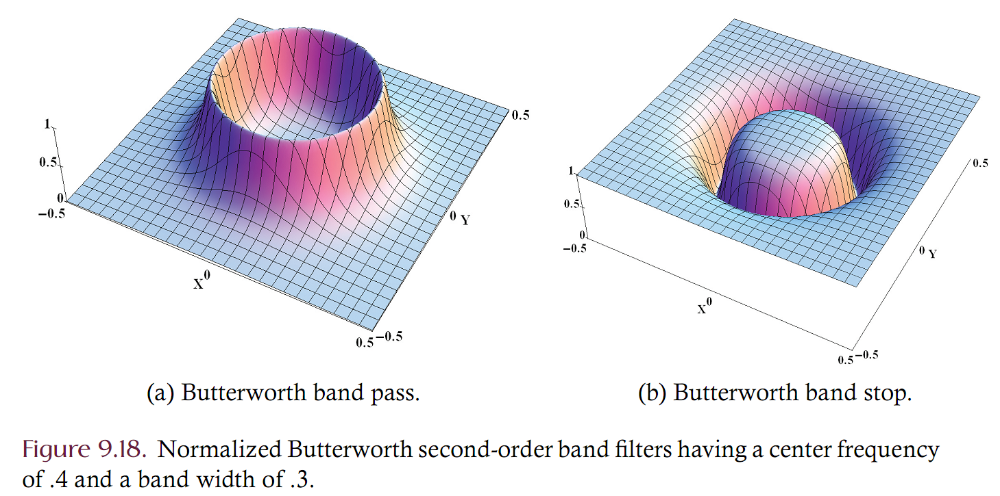 1
0.5
0
−0.5
X 0
0.5 −0.5
0 Y
0.5
(a) Butterworth band pass.
1
0.5
0
−0.5
X 0
0.5 −0.5
0 Y
0.5
(b) Butterworth band stop.
Figure 9.18. Normalized Butterworth second-order band filters having a center frequency
of .4 and a band width of .3.